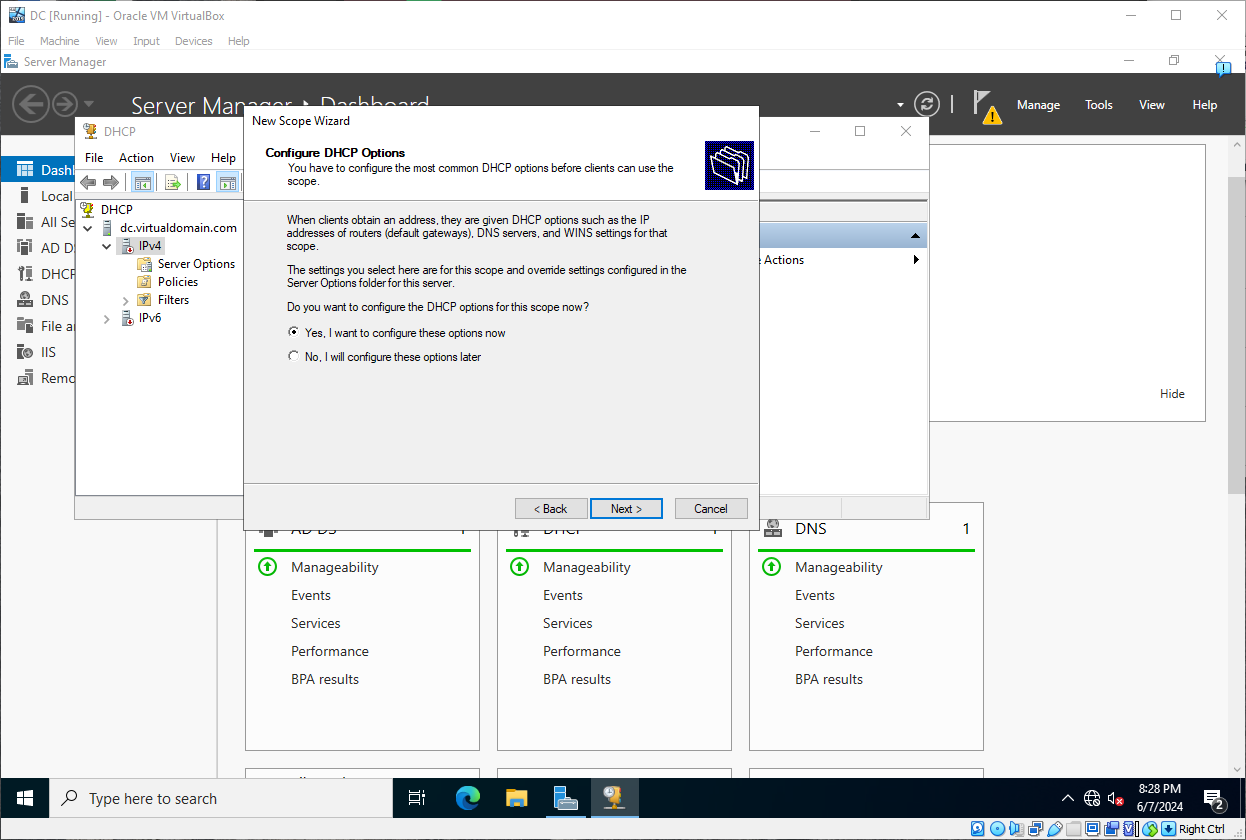 DC [Running] - Oracle VM VirtualBox
File Machine View Input Devices Help
Server Manager
Server Manager Dashboard
Manage Tools View Help
DHCP
File Action View Help
DHCP
dc.virtualdomain.com
IPv4
Server Options
Policies
Filters
IPv6
Dashl
Local
All Se
AD D
DHCP
DNS
File a
IIS
Remo
New Scope Wizard
Configure DHCP Options
You have to configure the most common DHCP options before clients can use the
scope.
When clients obtain an address, they are given DHCP options such as the IP
addresses of routers (default gateways), DNS servers, and WINS settings for that
scope.
The settings you select here are for this scope and override settings configured in the
Server Options folder for this server.
Do you want to configure the DHCP options for this scope now?
Yes, I want to configure these options now
No, I will configure these options later
< Back Next > Cancel
Actions
Hide
AD DS 1
Manageability
Events
Services
Performance
BPA results
DHCP 1
Manageability
Events
Services
Performance
BPA results
DNS 1
Manageability
Events
Services
Performance
BPA results
Type here to search
8:28 PM
6/7/2024
2
Right Ctrl